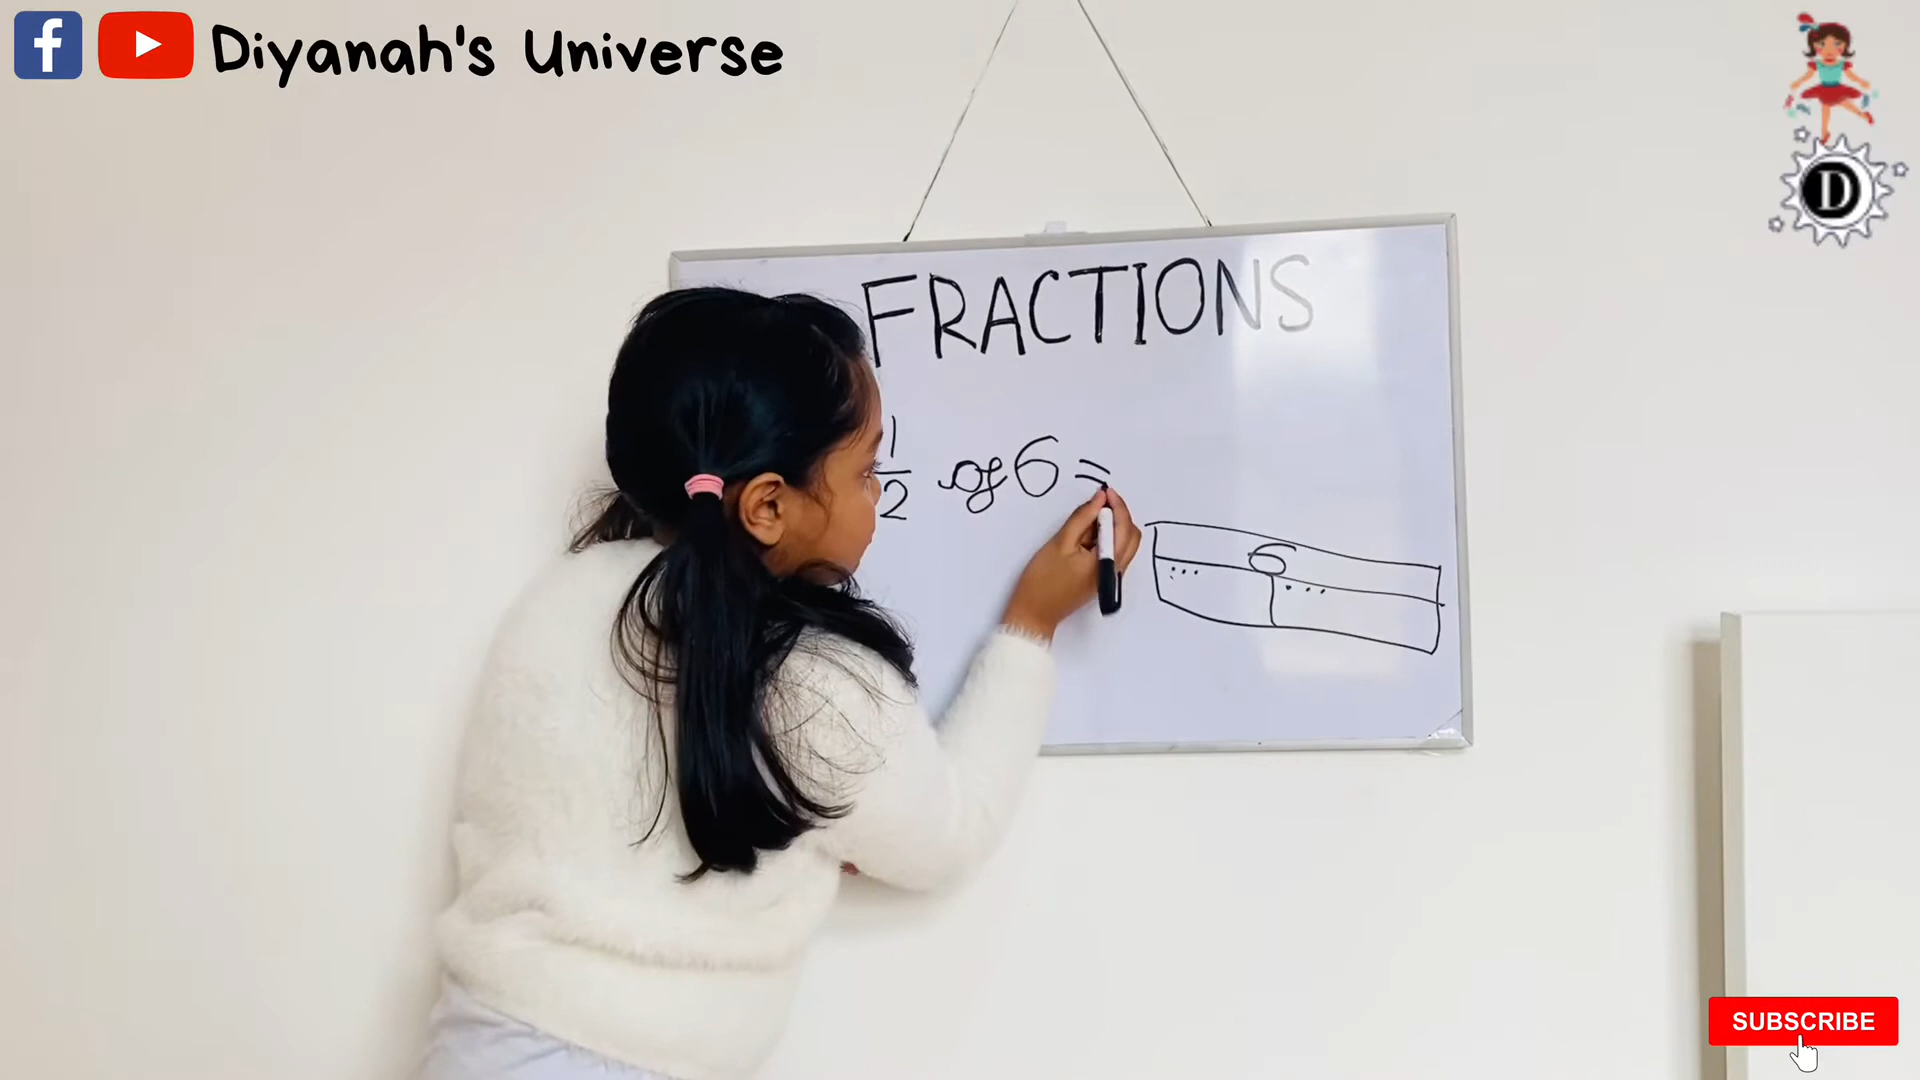 Diyanah's Universe
D
FRACTIONS
1/2 of 6 =
6
SUBSCRIBE